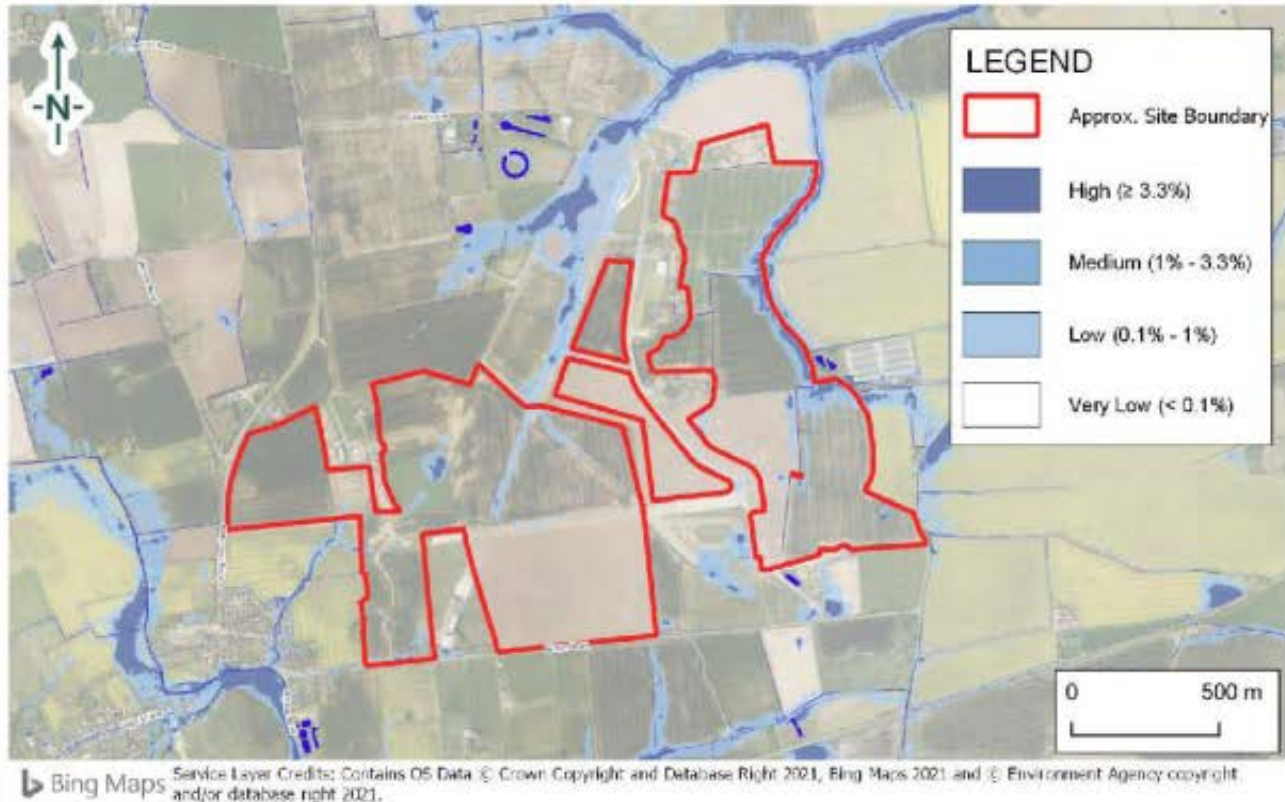 -N-
LEGEND
Approx. Site Boundary
High (≥ 3.3%)
Medium (1% - 3.3%)
Low (0.1% - 1%)
Very Low (< 0.1%)
0 500 m
Bing Maps Service Layer Credits: Contains OS Data © Crown Copyright and Database Right 2021, Bing Maps 2021 and © Environment Agency copyright
and/or database right 2021.